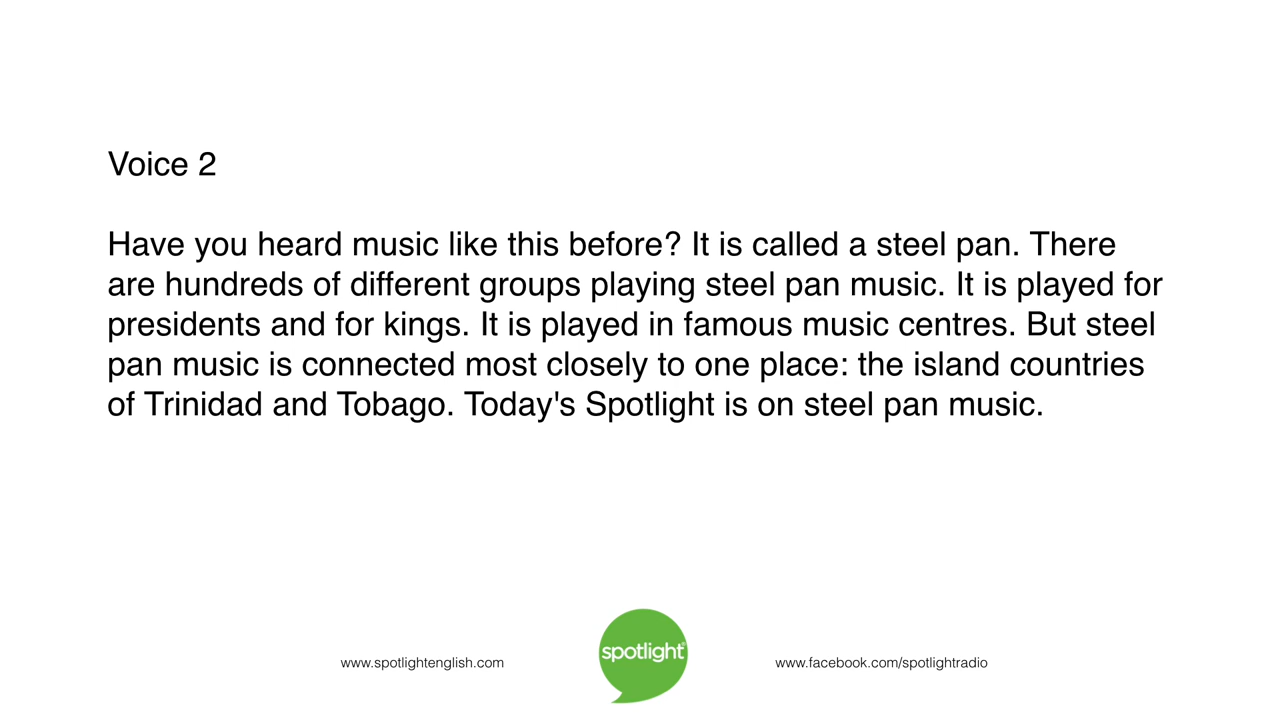 Voice 2
Have you heard music like this before? It is called a steel pan. There
are hundreds of different groups playing steel pan music. It is played for
presidents and for kings. It is played in famous music centres. But steel
pan music is connected most closely to one place: the island countries
of Trinidad and Tobago. Today's Spotlight is on steel pan music.
www.spotlightenglish.com
spotlight®
www.facebook.com/spotlightradio